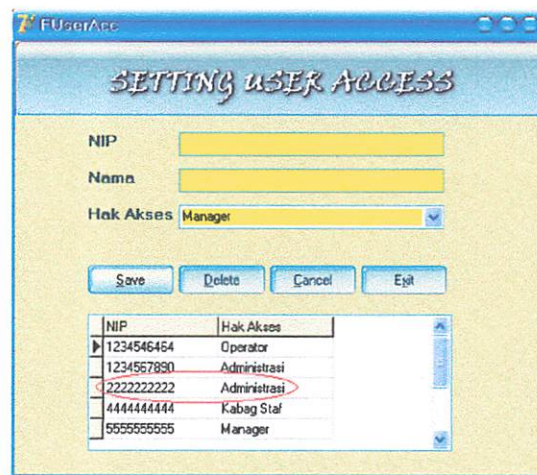 FUserAcc
SETTING USER ACCESS
NIP
Nama
Hak Akses Manager
Save Delete Cancel Exit
NIP Hak Akses
1234546464 Operator
1234567890 Administrasi
2222222222 Administrasi
4444444444 Kabag Staf
5555555555 Manager